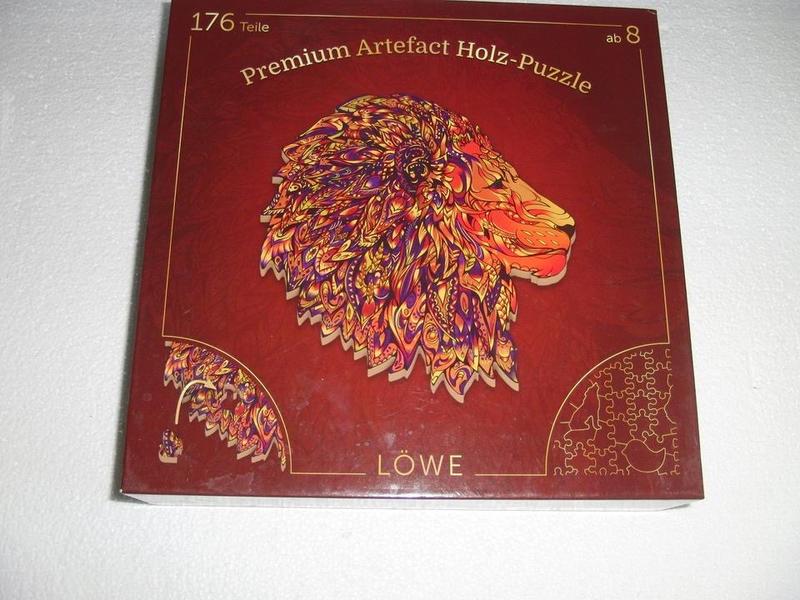 176 Teile
ab 8
Premium Artefact Holz-Puzzle
LÖWE